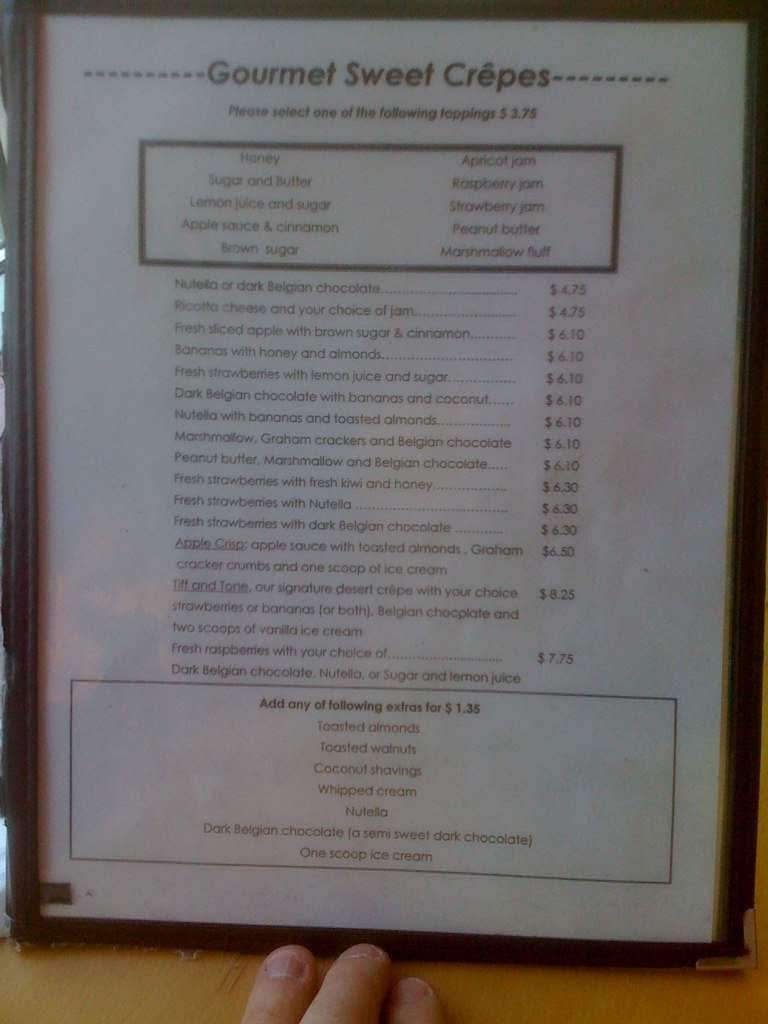 ----------Gourmet Sweet Crêpes---------
Please select one of the following toppings $ 3.75
Honey Apricot jam
Sugar and Butter Raspberry jam
Lemon juice and sugar Strawberry jam
Apple sauce & cinnamon Peanut butter
Brown sugar Marshmallow fluff
Nutella or dark Belgian chocolate................................ $ 4.75
Ricotta cheese and your choice of jam........................ $ 4.75
Fresh sliced apple with brown sugar & cinnamon........... $ 6.10
Bananas with honey and almonds............................... $ 6.10
Fresh strawberries with lemon juice and sugar................ $ 6.10
Dark Belgian chocolate with bananas and coconut...... $ 6.10
Nutella with bananas and toasted almonds.................. $ 6.10
Marshmallow, Graham crackers and Belgian chocolate $ 6.10
Peanut butter, Marshmallow and Belgian chocolate..... $ 6.10
Fresh strawberries with fresh kiwi and honey.................. $ 6.30
Fresh strawberries with Nutella .................................... $ 6.30
Fresh strawberries with dark Belgian chocolate ............ $ 6.30
Apple Crisp: apple sauce with toasted almonds , Graham $6.50
cracker crumbs and one scoop of ice cream
Tiff and Tone, our signature desert crêpe with your choice $ 8.25
strawberries or bananas (or both), Belgian chocplate and
two scoops of vanilla ice cream
Fresh raspberries with your choice of............................ $ 7.75
Dark Belgian chocolate, Nutella, or Sugar and lemon juice
Add any of following extras for $ 1.35
Toasted almonds
Toasted walnuts
Coconut shavings
Whipped cream
Nutella
Dark Belgian chocolate (a semi sweet dark chocolate)
One scoop ice cream